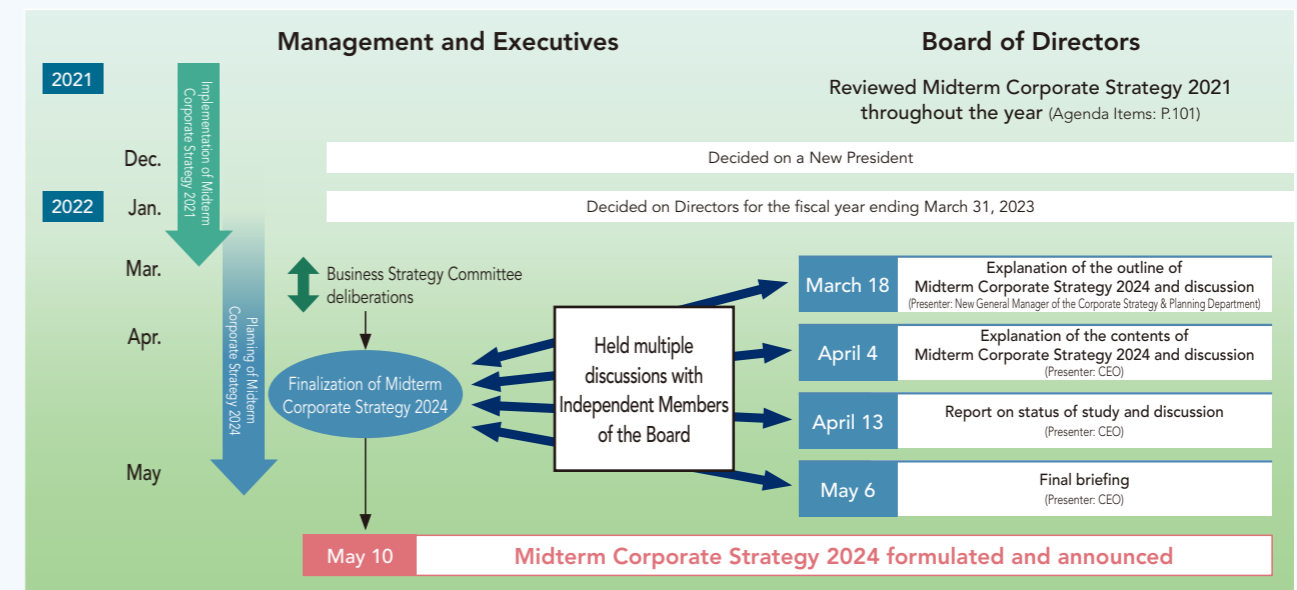 Management and Executives
Board of Directors
2021
Implementation of Midterm
Corporate Strategy 2021
Reviewed Midterm Corporate Strategy 2021
throughout the year (Agenda Items: P.101)
Dec.
Decided on a New President
2022
Jan.
Decided on Directors for the fiscal year ending March 31, 2023
Planning of Midterm
Corporate Strategy 2024
Mar.
Business Strategy Committee
deliberations
March 18
Explanation of the outline of
Midterm Corporate Strategy 2024 and discussion
(Presenter: New General Manager of the Corporate Strategy & Planning Department)
Apr.
Finalization of Midterm
Corporate Strategy 2024
Held multiple
discussions with
Independent Members
of the Board
April 4
Explanation of the contents of
Midterm Corporate Strategy 2024 and discussion
(Presenter: CEO)
April 13
Report on status of study and discussion
(Presenter: CEO)
May
May 6
Final briefing
(Presenter: CEO)
May 10
Midterm Corporate Strategy 2024 formulated and announced